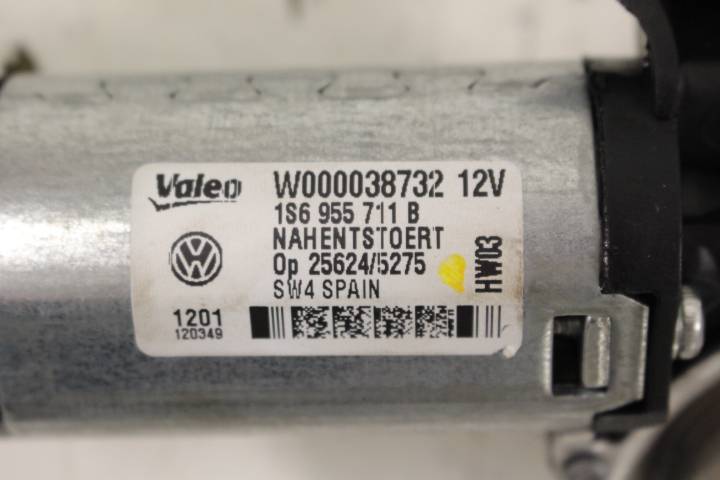 Valeo W000038732 12V
1S6 955 711 B
NAHENTSTOERT
Op 25624/5275
SW4 SPAIN
HW03
1201
120349